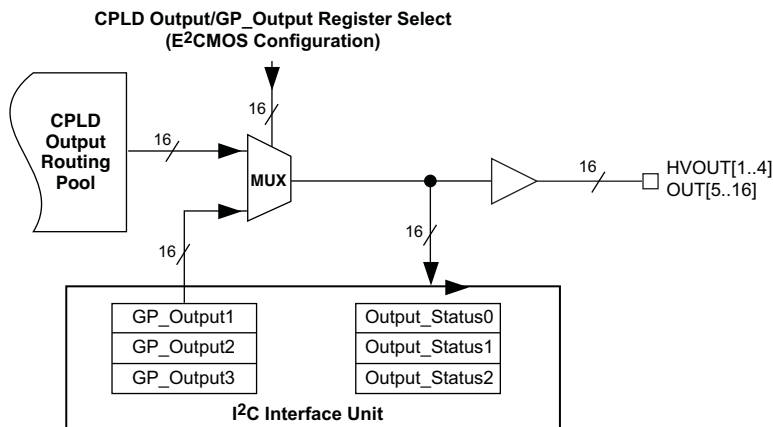 CPLD Output/GP_Output Register Select
(E²CMOS Configuration)
16
CPLD
Output
Routing
Pool
16
MUX
16
HVOUT[1..4]
OUT[5..16]
16
16
GP_Output1
GP_Output2
GP_Output3
Output_Status0
Output_Status1
Output_Status2
I²C Interface Unit